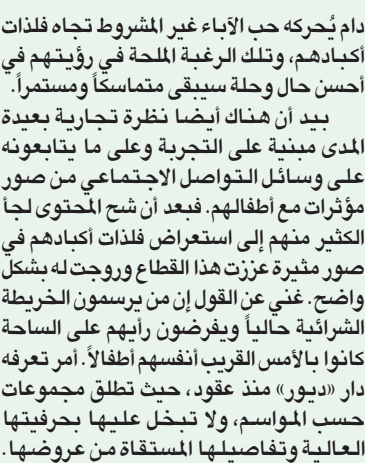 دام يُحركه حب الآباء غير المشروط تجاه فلذات
أكبادهم، وتلك الرغبة الملحة في رؤيتهم في
أحسن حال وحلة سيبقى متماسكاً ومستمراً.
بيد أن هناك أيضا نظرة تجارية بعيدة
المدى مبنية على التجربة وعلى ما يتابعونه
على وسائل التواصل الاجتماعي من صور
مؤثرات مع أطفالهم. فبعد أن شح المحتوى لجأ
الكثير منهم إلى استعراض فلذات أكبادهم في
صور مثيرة عززت هذا القطاع وروجت له بشكل
واضح. غني عن القول إن من يرسمون الخريطة
الشرائية حالياً ويفرضون رأيهم على الساحة
كانوا بالأمس القريب أنفسهم أطفالاً. أمر تعرفه
دار «ديور» منذ عقود، حيث تطلق مجموعات
حسب المواسم، ولا تبخل عليها بحرفيتها
العالية وتفاصيلها المستقاة من عروضها.